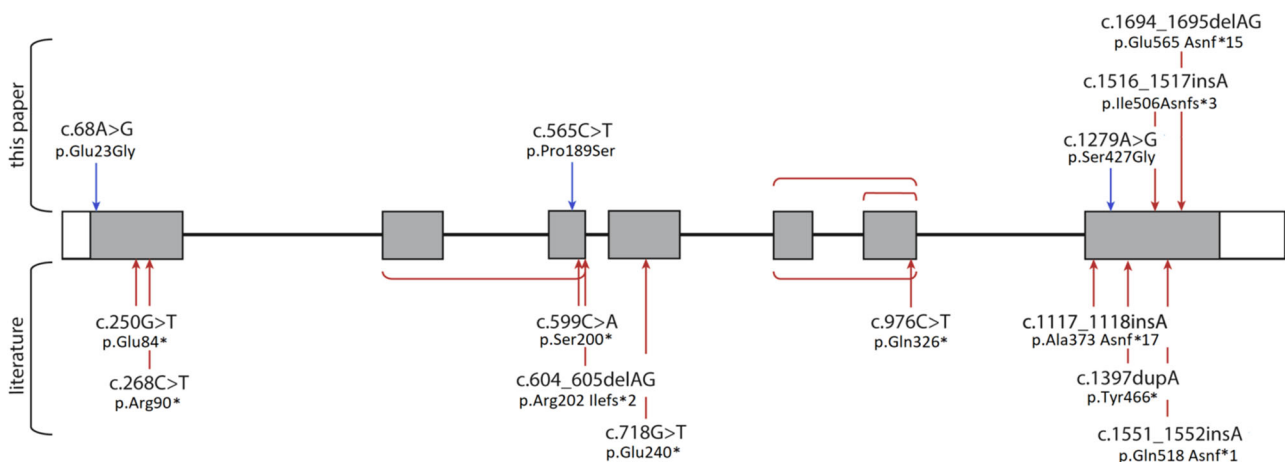 this paper
c.68A>G
p.Glu23Gly
c.565C>T
p.Pro189Ser
c.1694_1695delAG
p.Glu565 Asnf*15
c.1516_1517insA
p.Ile506Asnfs*3
c.1279A>G
p.Ser427Gly
literature
c.250G>T
p.Glu84*
c.268C>T
p.Arg90*
c.599C>A
p.Ser200*
c.604_605delAG
p.Arg202 Ilefs*2
c.718G>T
p.Glu240*
c.976C>T
p.Gln326*
c.1117_1118insA
p.Ala373 Asnf*17
c.1397dupA
p.Tyr466*
c.1551_1552insA
p.Gln518 Asnf*1